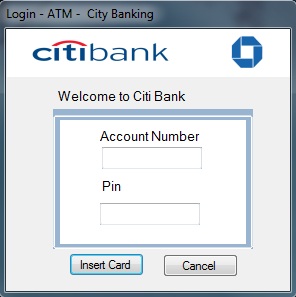 Login - ATM - City Banking
citibank
Welcome to Citi Bank
Account Number
Pin
Insert Card Cancel